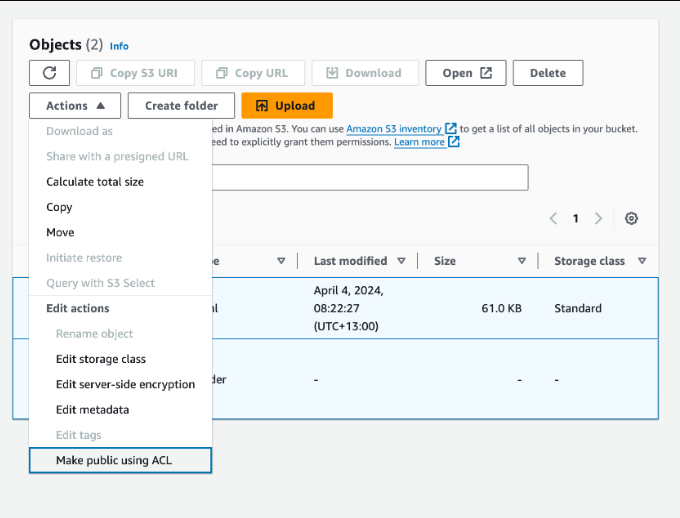 Objects (2) Info
Copy S3 URI Copy URL Download Open Delete
Actions Create folder Upload
ed in Amazon S3. You can use Amazon S3 inventory to get a list of all objects in your bucket.
eed to explicitly grant them permissions. Learn more
Download as
Share with a presigned URL
Calculate total size
Copy
Move
Initiate restore
Query with S3 Select
Edit actions
Rename object
Edit storage class
Edit server-side encryption
Edit metadata
Edit tags
Make public using ACL
1
e Last modified Size Storage class
April 4, 2024,
08:22:27
(UTC+13:00)
l 61.0 KB Standard
der - - -